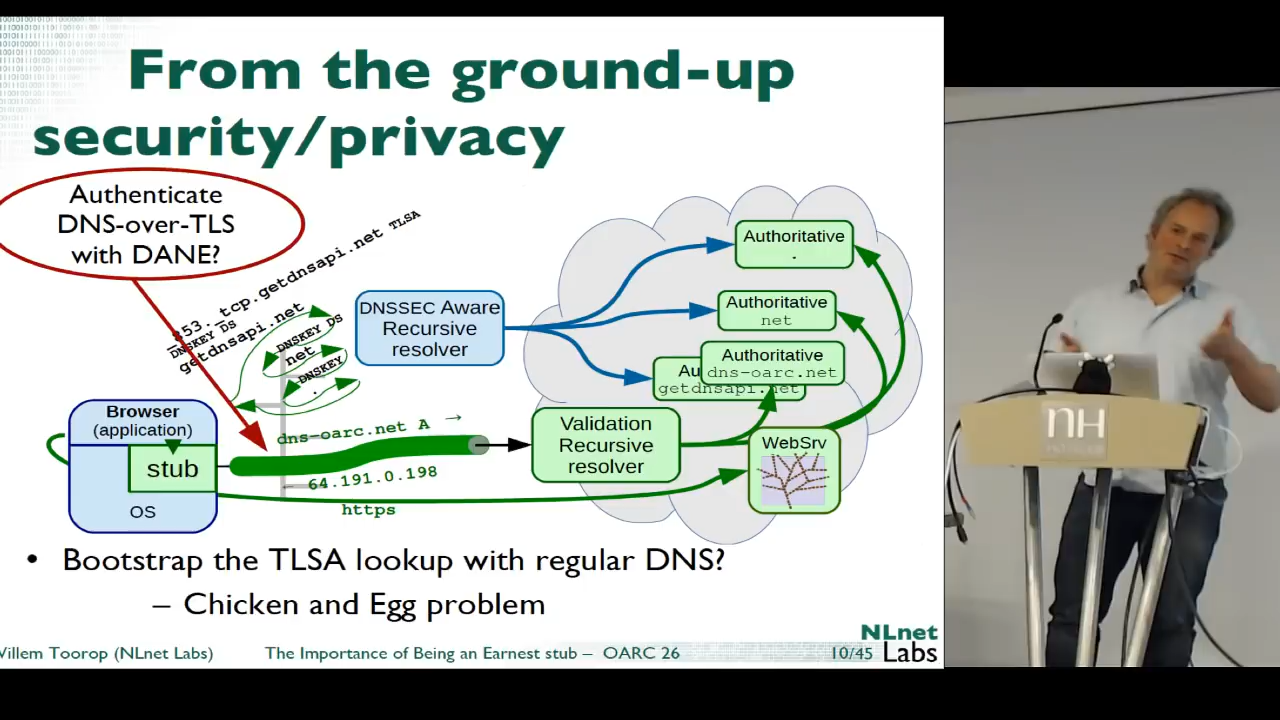 From the ground-up
security/privacy
Authenticate
DNS-over-TLS
with DANE?
_853._tcp.getdnsapi.net TLSA
DNSKEY DS
getdnsapi.net
DNSKEY DS
net
DNSKEY
.
DNSSEC Aware
Recursive
resolver
Authoritative
.
Authoritative
net
Au
getdnsapi.net
Authoritative
dns-oarc.net
Browser
(application)
stub
OS
dns-oarc.net A →
← 64.191.0.198
https
Validation
Recursive
resolver
WebSrv
• Bootstrap the TLSA lookup with regular DNS?
– Chicken and Egg problem
Villem Toorop (NLnet Labs)
The Importance of Being an Earnest stub – OARC 26
10/45
NLnet
Labs
nH